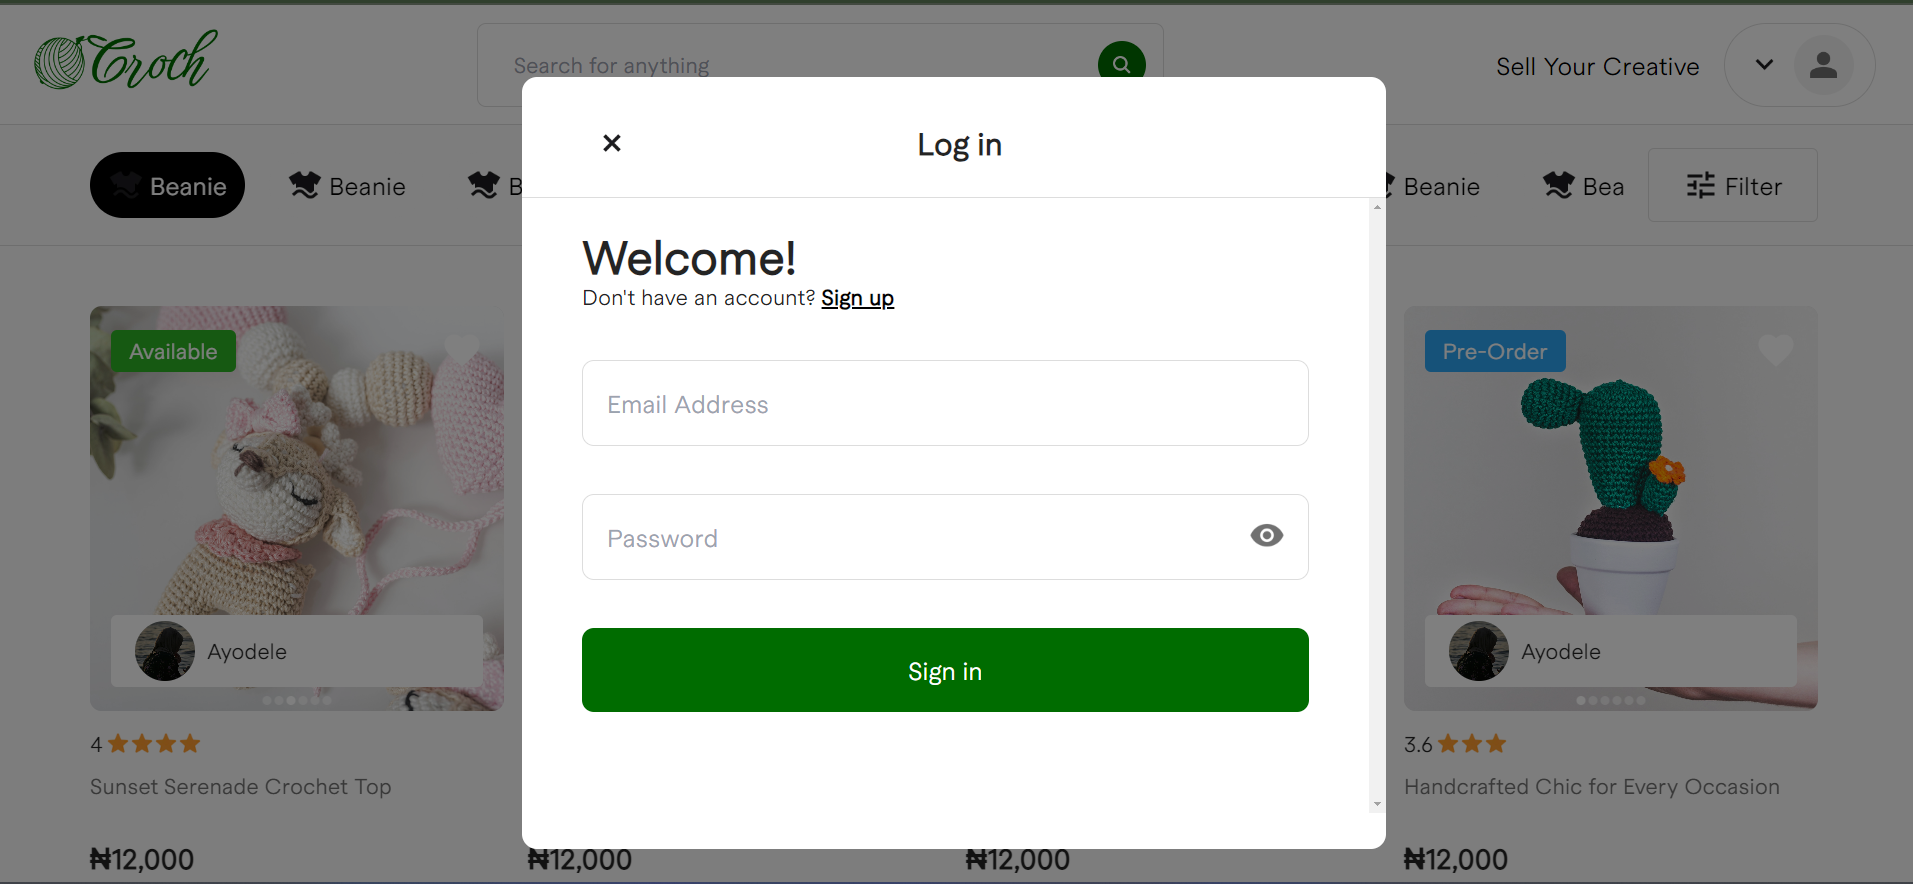 Croch
Search for anything
Sell Your Creative
Log in
Beanie
Beanie
B
Beanie
Bea
Filter
Welcome!
Don't have an account? Sign up
Available
Pre-Order
Email Address
Password
Ayodele
Ayodele
Sign in
4
3.6
Sunset Serenade Crochet Top
Handcrafted Chic for Every Occasion
₦12,000
₦12,000
₦12,000
₦12,000